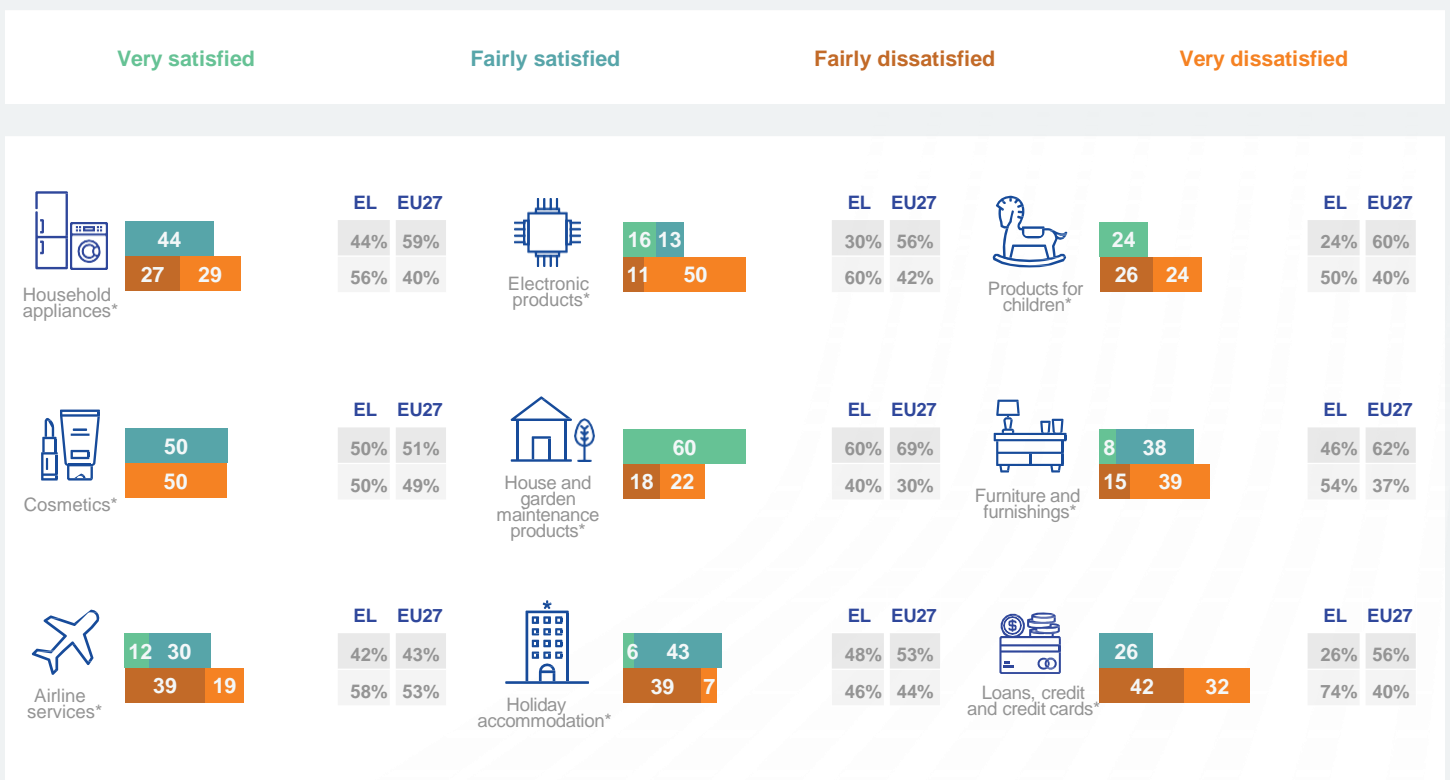 Very satisfied Fairly satisfied Fairly dissatisfied Very dissatisfied
EL EU27
44
44% 59%
27 29
56% 40%
Household
appliances*
EL EU27
16 13
30% 56%
11 50
60% 42%
Electronic
products*
EL EU27
24
24% 60%
26 24
50% 40%
Products for
children*
EL EU27
50
50% 51%
50
50% 49%
Cosmetics*
EL EU27
60
60% 69%
18 22
40% 30%
House and
garden
maintenance
products*
EL EU27
8 38
46% 62%
15 39
54% 37%
Furniture and
furnishings*
EL EU27
12 30
42% 43%
39 19
58% 53%
Airline
services*
EL EU27
6 43
48% 53%
39 7
46% 44%
Holiday
accommodation*
EL EU27
26
26% 56%
42 32
74% 40%
Loans, credit
and credit cards*